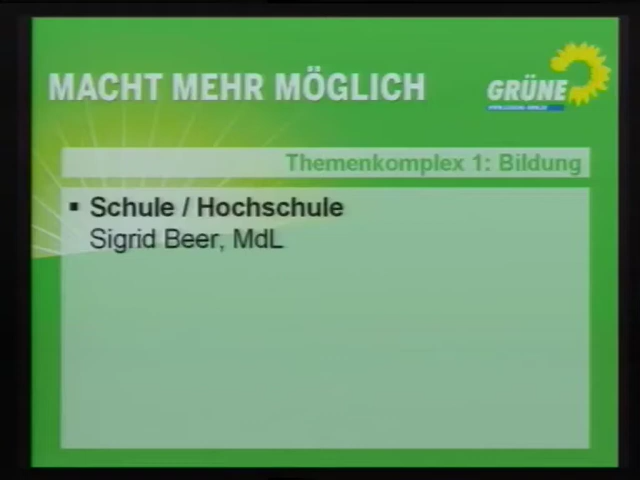 MACHT MEHR MÖGLICH
GRÜNE
Themenkomplex 1: Bildung
▪ Schule / Hochschule
Sigrid Beer, MdL